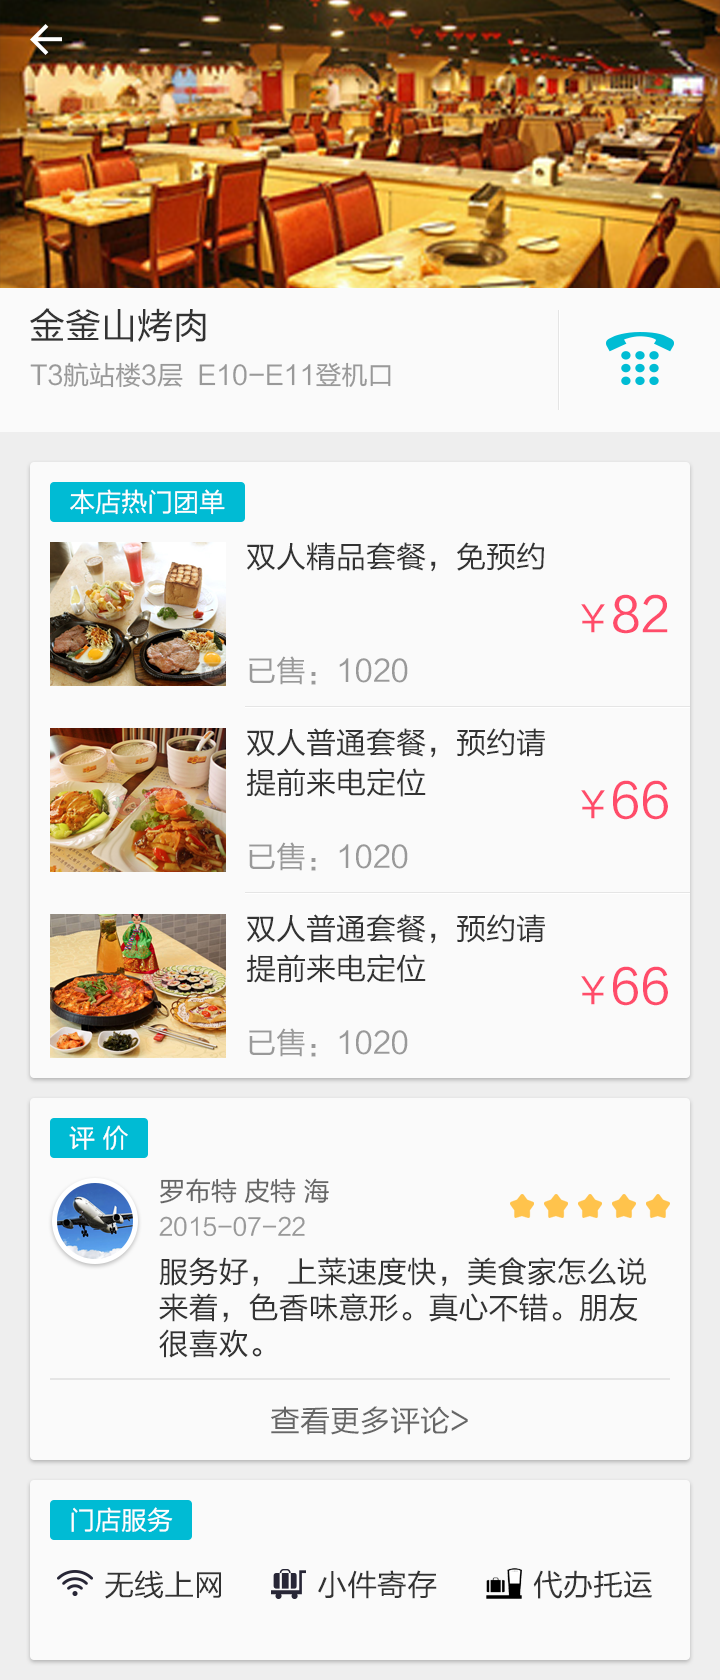 金釜山烤肉
T3航站楼3层 E10-E11登机口
本店热门团单
双人精品套餐，免预约
¥82
已售：1020
双人普通套餐，预约请
提前来电定位
¥66
已售：1020
双人普通套餐，预约请
提前来电定位
¥66
已售：1020
评 价
罗布特 皮特 海
2015-07-22
服务好， 上菜速度快，美食家怎么说
来着，色香味意形。真心不错。朋友
很喜欢。
查看更多评论>
门店服务
无线上网
小件寄存
代办托运